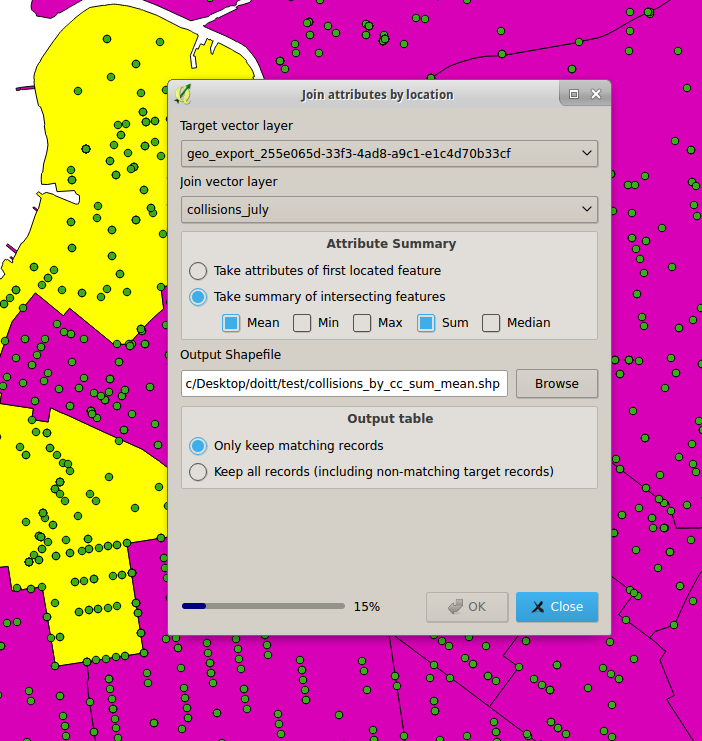 Join attributes by location
Target vector layer
geo_export_255e065d-33f3-4ad8-a9c1-e1c4d70b33cf
Join vector layer
collisions_july
Attribute Summary
Take attributes of first located feature
Take summary of intersecting features
Mean Min Max Sum Median
Output Shapefile
c/Desktop/doitt/test/collisions_by_cc_sum_mean.shp Browse
Output table
Only keep matching records
Keep all records (including non-matching target records)
15% OK Close